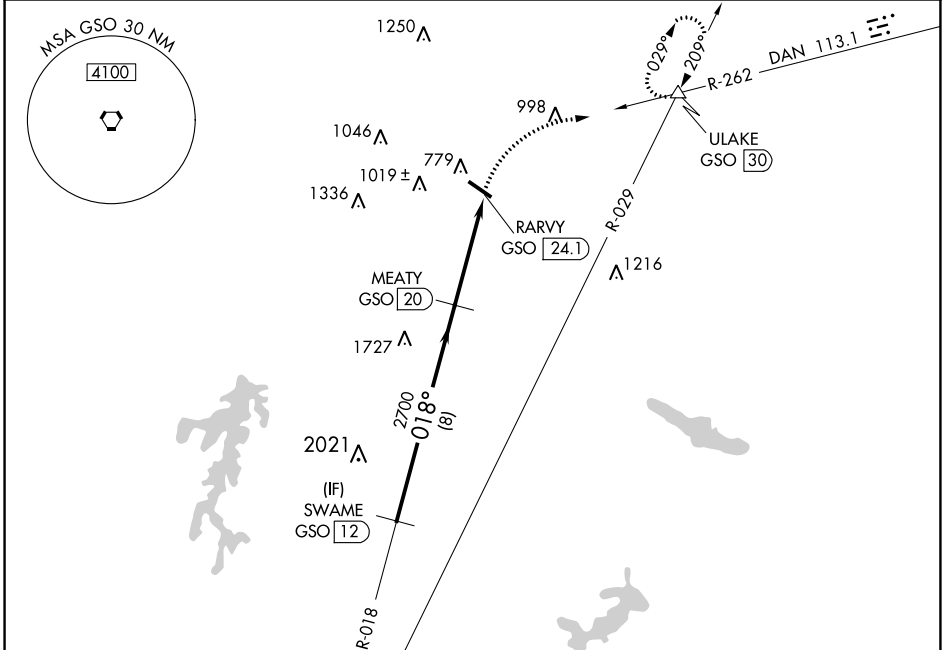 MSA GSO 30 NM
4100
1250
029°
209°
DAN 113.1
R-262
998
ULAKE
GSO 30
1046
779
1019 ±
1336
RARVY
GSO 24.1
R-029
1216
MEATY
GSO 20
1727
2700
018°
(8)
2021
(IF)
SWAME
GSO 12
R-018